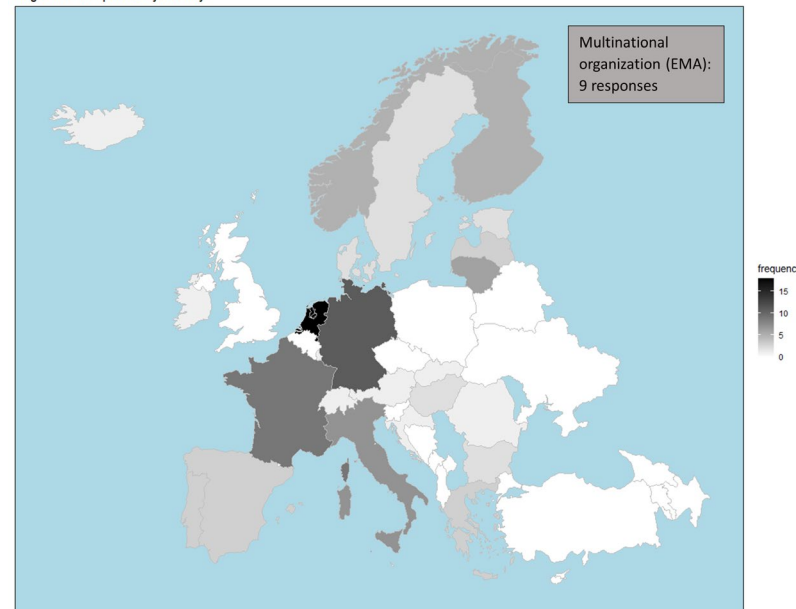 Multinational
organization (EMA):
9 responses
frequenc
15
10
5
0